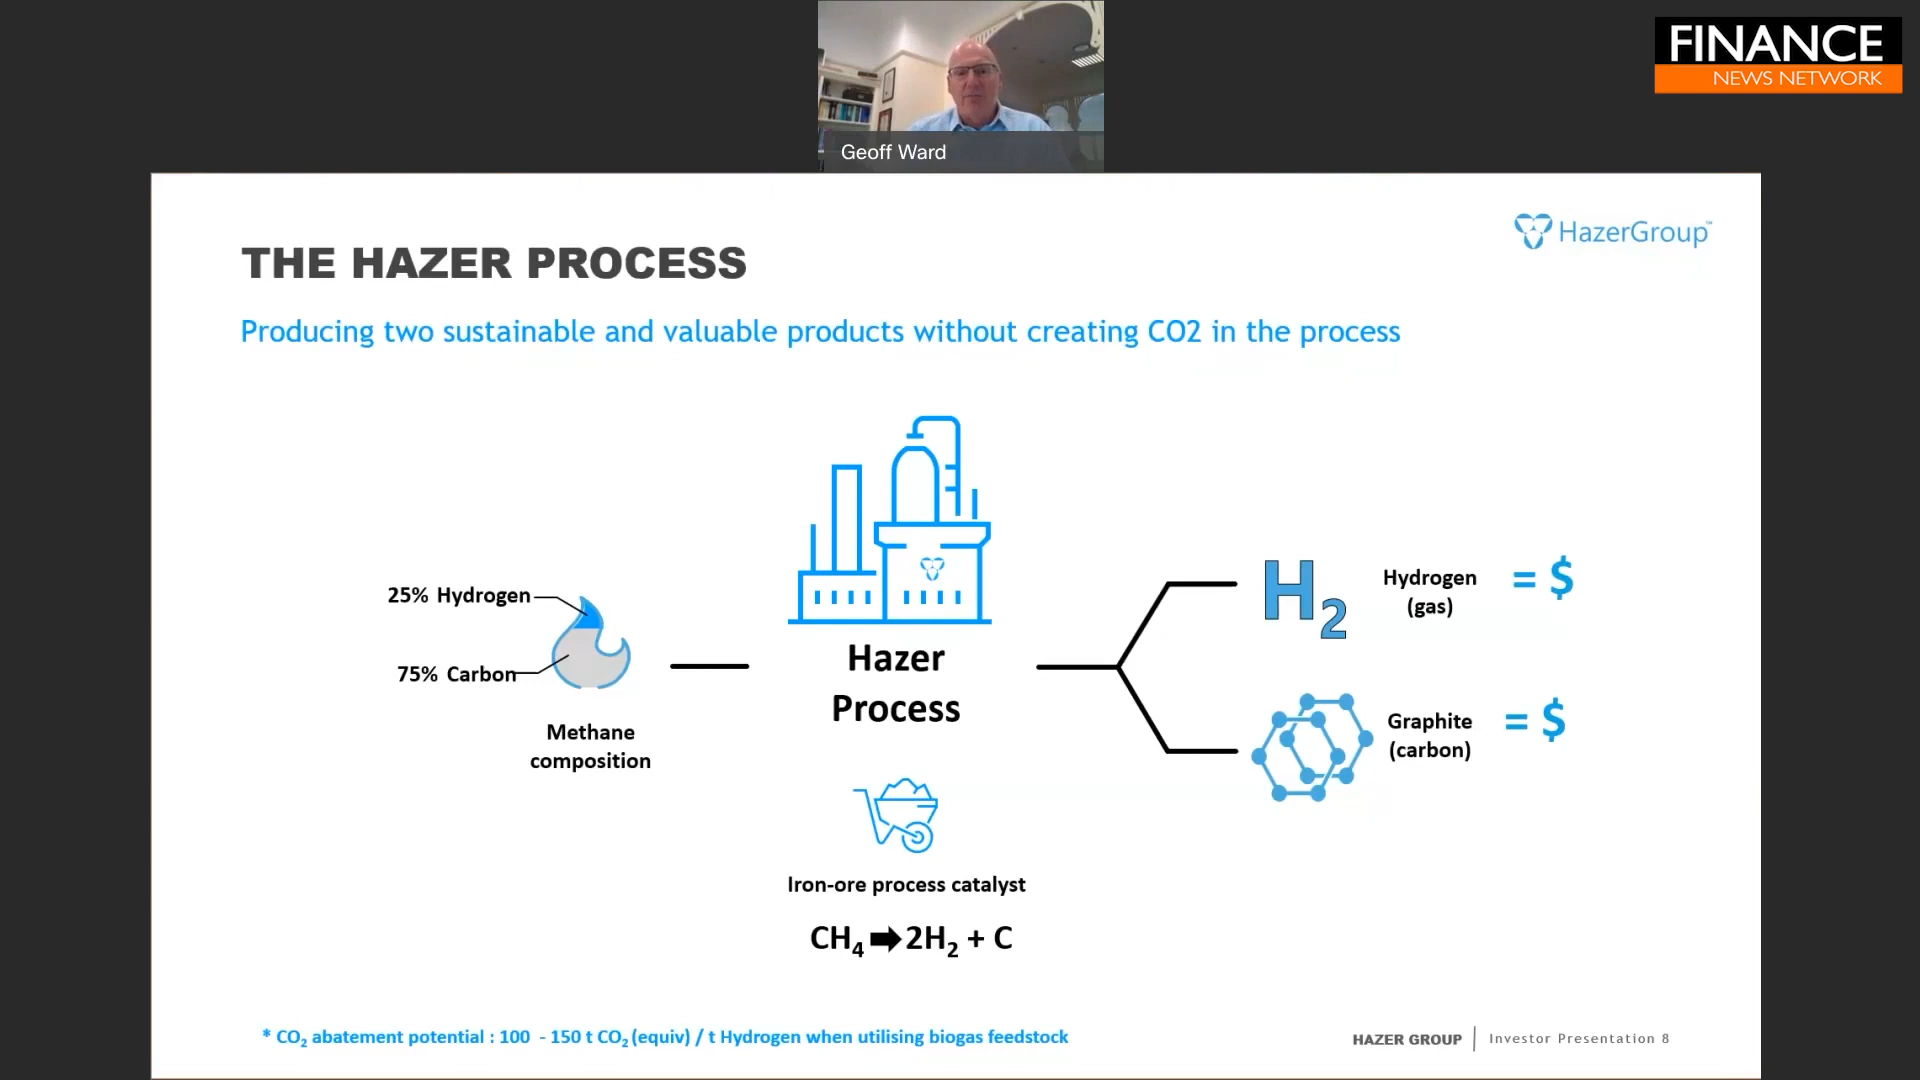 FINANCE
NEWS NETWORK
Geoff Ward
HazerGroup™
THE HAZER PROCESS
Producing two sustainable and valuable products without creating CO2 in the process
25% Hydrogen
75% Carbon
Methane
composition
Hazer
Process
Iron-ore process catalyst
CH₄ ➡ 2H₂ + C
H₂
Hydrogen
(gas)
= $
Graphite
(carbon)
= $
* CO₂ abatement potential : 100 - 150 t CO₂ (equiv) / t Hydrogen when utilising biogas feedstock
HAZER GROUP | Investor Presentation 8